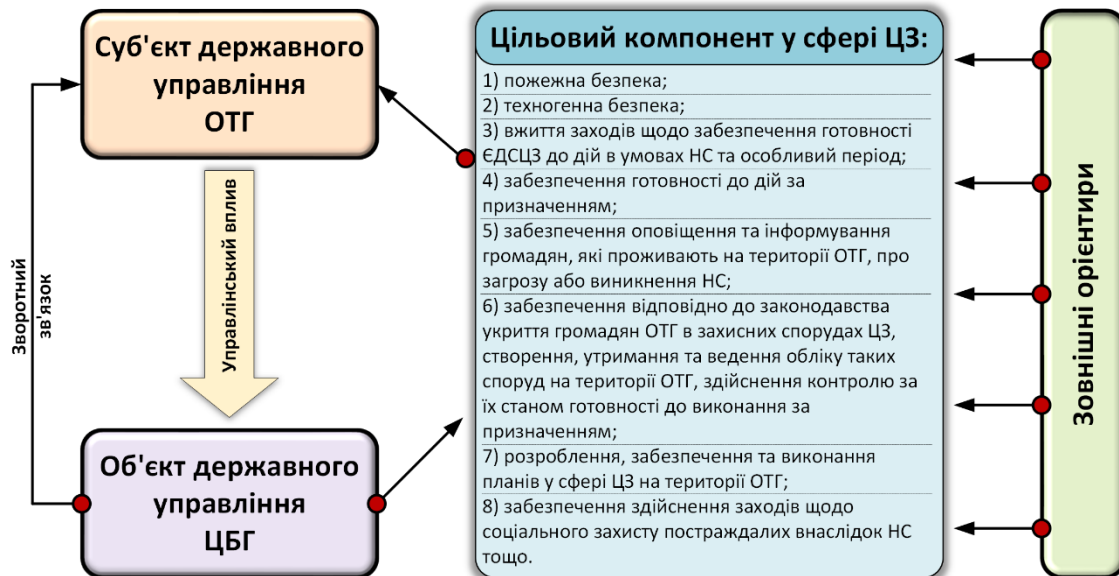 Суб'єкт державного
управління
ОТГ
Зворотний
зв'язок
Управлінський вплив
Об'єкт державного
управління
ЦБГ
Цільовий компонент у сфері ЦЗ:
1) пожежна безпека;
2) техногенна безпека;
3) вжиття заходів щодо забезпечення готовності
ЄДСЦЗ до дій в умовах НС та особливий період;
4) забезпечення готовності до дій за
призначенням;
5) забезпечення оповіщення та інформування
громадян, які проживають на території ОТГ, про
загрозу або виникнення НС;
6) забезпечення відповідно до законодавства
укриття громадян ОТГ в захисних спорудах ЦЗ,
створення, утримання та ведення обліку таких
споруд на території ОТГ, здійснення контролю за
їх станом готовності до виконання за
призначенням;
7) розроблення, забезпечення та виконання
планів у сфері ЦЗ на території ОТГ;
8) забезпечення здійснення заходів щодо
соціального захисту постраждалих внаслідок НС
тощо.
Зовнішні орієнтири